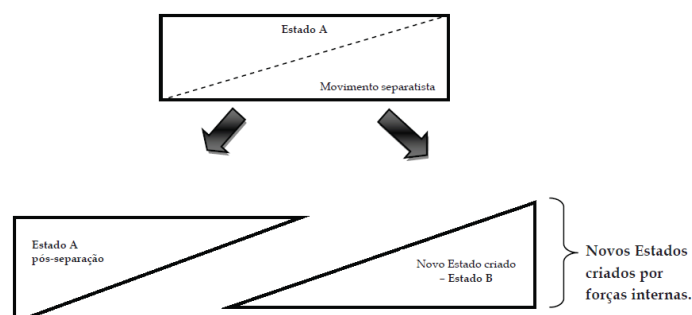 Estado A
Movimento separatista
Estado A
pós-separação
Novo Estado criado
– Estado B
Novos Estados
criados por
forças internas.